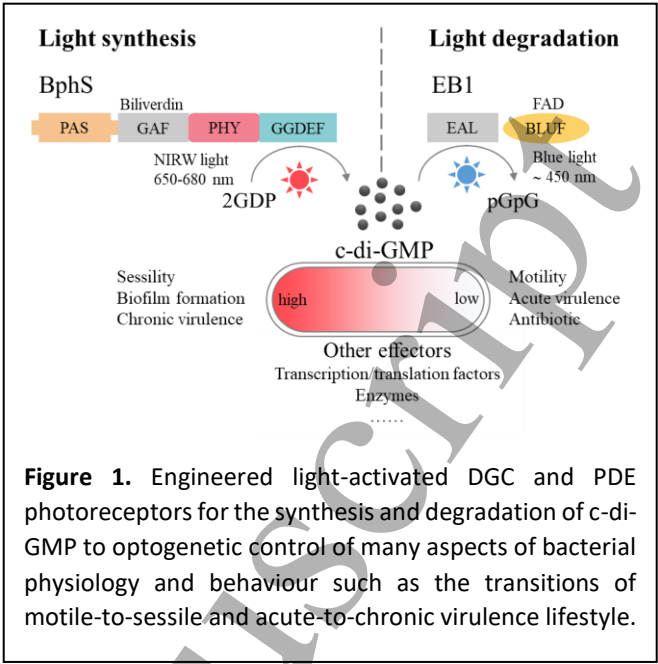 Light synthesis
Light degradation
BphS
EB1
Biliverdin
FAD
PAS
GAF
PHY
GGDEF
EAL
BLUF
NIRW light
650-680 nm
Blue light
~ 450 nm
2GDP
pGpG
c-di-GMP
Sessility
Biofilm formation
Chronic virulence
high
low
Motility
Acute virulence
Antibiotic
Other effectors
Transcription/translation factors
Enzymes
......
Figure 1. Engineered light-activated DGC and PDE
photoreceptors for the synthesis and degradation of c-di-
GMP to optogenetic control of many aspects of bacterial
physiology and behaviour such as the transitions of
motile-to-sessile and acute-to-chronic virulence lifestyle.